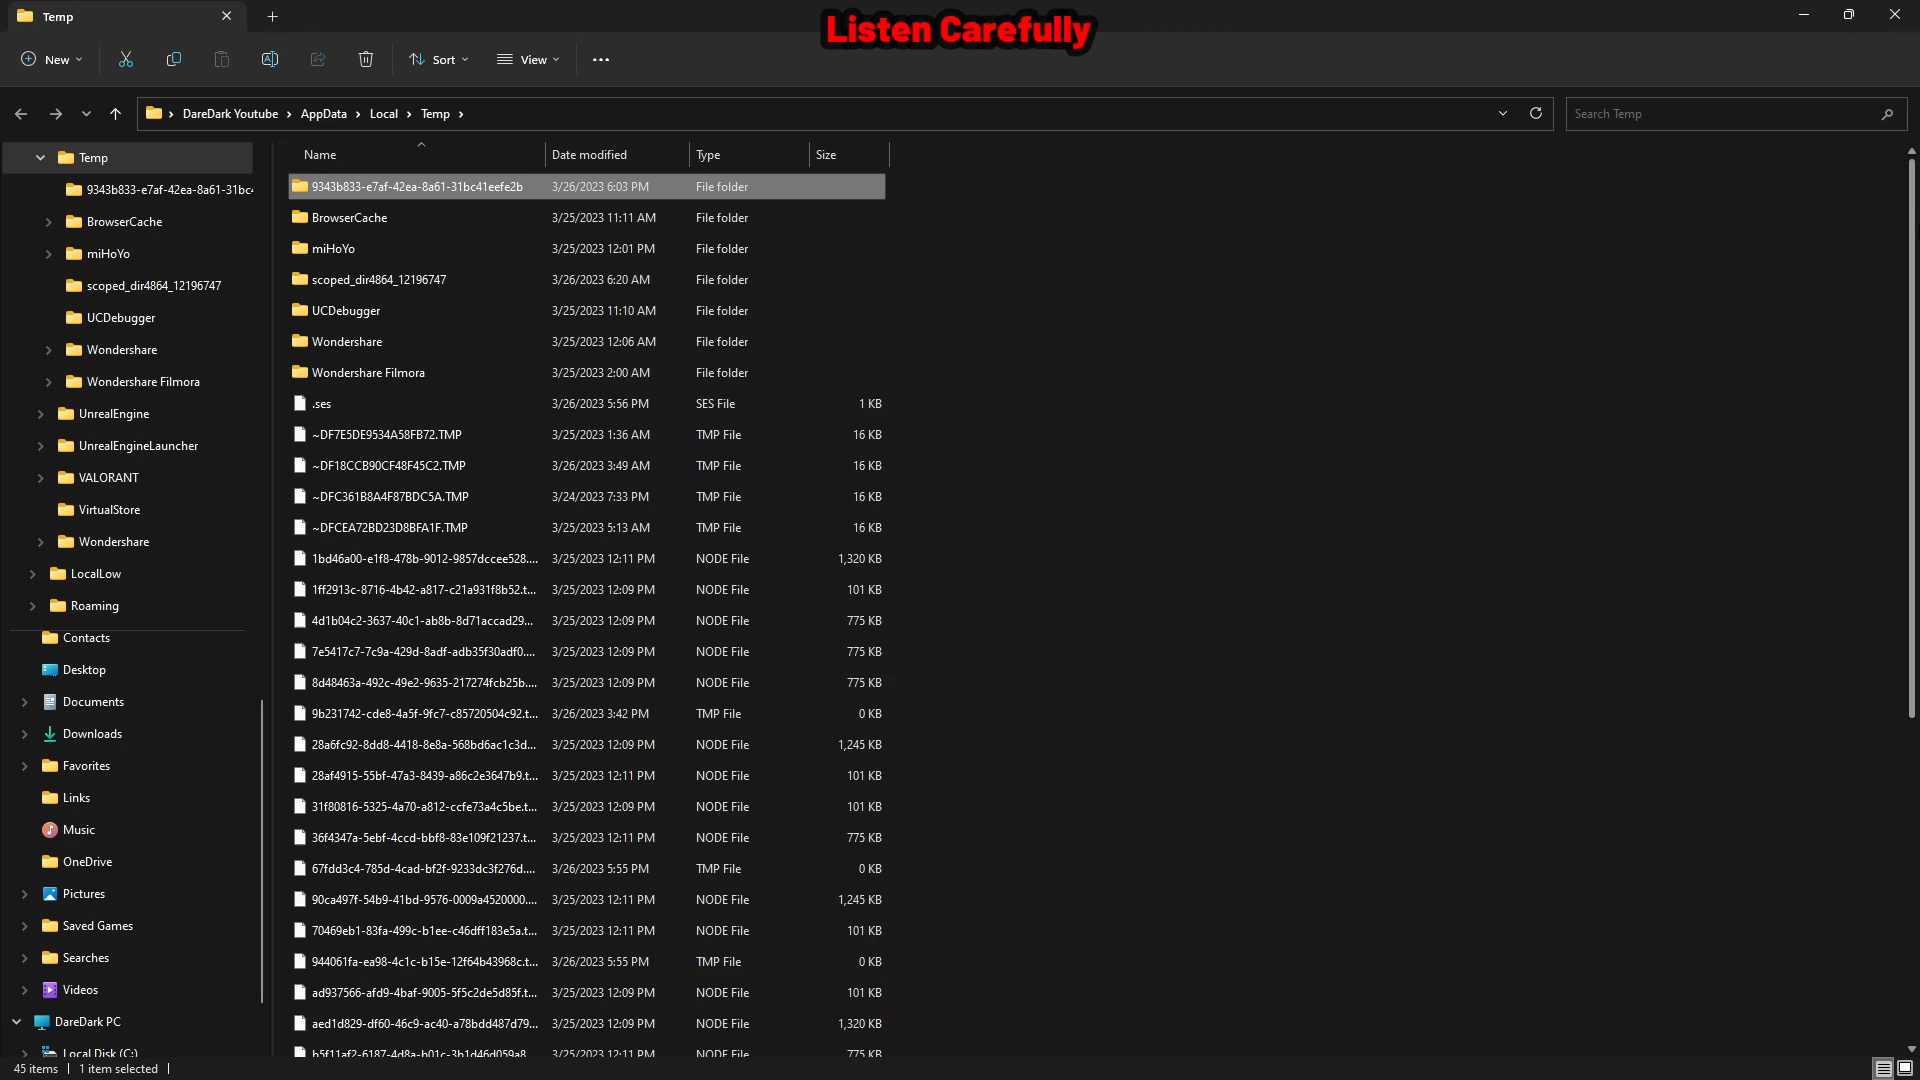 Temp
Listen Carefully
New
Sort
View
DareDark Youtube > AppData > Local > Temp >
Search Temp
Temp
9343b833-e7af-42ea-8a61-31bc
BrowserCache
miHoYo
scoped_dir4864_12196747
UCDebugger
Wondershare
Wondershare Filmora
UnrealEngine
UnrealEngineLauncher
VALORANT
VirtualStore
Wondershare
LocalLow
Roaming
Contacts
Desktop
Documents
Downloads
Favorites
Links
Music
OneDrive
Pictures
Saved Games
Searches
Videos
DareDark PC
Local Disk (C:)
Name Date modified Type Size
9343b833-e7af-42ea-8a61-31bc41eefe2b 3/26/2023 6:03 PM File folder
BrowserCache 3/25/2023 11:11 AM File folder
miHoYo 3/25/2023 12:01 PM File folder
scoped_dir4864_12196747 3/26/2023 6:20 AM File folder
UCDebugger 3/25/2023 11:10 AM File folder
Wondershare 3/25/2023 12:06 AM File folder
Wondershare Filmora 3/25/2023 2:00 AM File folder
.ses 3/26/2023 5:56 PM SES File 1 KB
~DF7E5DE9534A58FB72.TMP 3/25/2023 1:36 AM TMP File 16 KB
~DF18CCB90CF48F45C2.TMP 3/26/2023 3:49 AM TMP File 16 KB
~DFC361B8A4F87BDC5A.TMP 3/24/2023 7:33 PM TMP File 16 KB
~DFCEA72BD23D8BFA1F.TMP 3/25/2023 5:13 AM TMP File 16 KB
1bd46a00-e1f8-478b-9012-9857dccee528.... 3/25/2023 12:11 PM NODE File 1,320 KB
1ff2913c-8716-4b42-a817-c21a931f8b52.t... 3/25/2023 12:09 PM NODE File 101 KB
4d1b04c2-3637-40c1-ab8b-8d71accad29... 3/25/2023 12:09 PM NODE File 775 KB
7e5417c7-7c9a-429d-8adf-adb35f30adf0.... 3/25/2023 12:09 PM NODE File 775 KB
8d48463a-492c-49e2-9635-217274fcb25b.... 3/25/2023 12:09 PM NODE File 775 KB
9b231742-cde8-4a5f-9fc7-c85720504c92.t... 3/26/2023 3:42 PM TMP File 0 KB
28a6fc92-8dd8-4418-8e8a-568bd6ac1c3d... 3/25/2023 12:09 PM NODE File 1,245 KB
28af4915-55bf-47a3-8439-a86c2e3647b9.t... 3/25/2023 12:11 PM NODE File 101 KB
31f80816-5325-4a70-a812-ccfe73a4c5be.t... 3/25/2023 12:09 PM NODE File 101 KB
36f4347a-5ebf-4ccd-bbf8-83e109f21237.t... 3/25/2023 12:11 PM NODE File 775 KB
67fdd3c4-785d-4cad-bf2f-9233dc3f276d.... 3/26/2023 5:55 PM TMP File 0 KB
90ca497f-54b9-41bd-9576-0009a4520000.... 3/25/2023 12:11 PM NODE File 1,245 KB
70469eb1-83fa-499c-b1ee-c46dff183e5a.t... 3/25/2023 12:11 PM NODE File 101 KB
944061fa-ea98-4c1c-b15e-12f64b43968c.t... 3/26/2023 5:55 PM TMP File 0 KB
ad937566-afd9-4baf-9005-5f5c2de5d85f.t... 3/25/2023 12:09 PM NODE File 101 KB
aed1d829-df60-46c9-ac40-a78bdd487d79... 3/25/2023 12:09 PM NODE File 1,320 KB
b5f11af2-6187-4d8a-b01c-3b1d46d059a8 3/25/2023 12:11 PM NODE File 775 KB
45 items | 1 item selected |